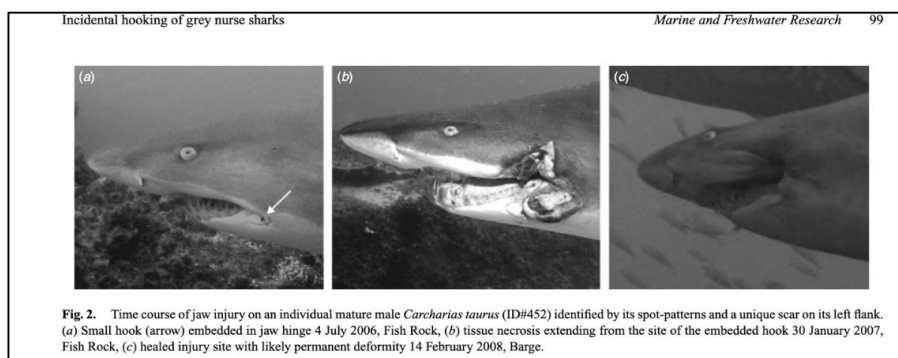 Incidental hooking of grey nurse sharks
Marine and Freshwater Research 99
(a)
(b)
(c)
Fig. 2. Time course of jaw injury on an individual mature male Carcharias taurus (ID#452) identified by its spot-patterns and a unique scar on its left flank.
(a) Small hook (arrow) embedded in jaw hinge 4 July 2006, Fish Rock, (b) tissue necrosis extending from the site of the embedded hook 30 January 2007,
Fish Rock, (c) healed injury site with likely permanent deformity 14 February 2008, Barge.